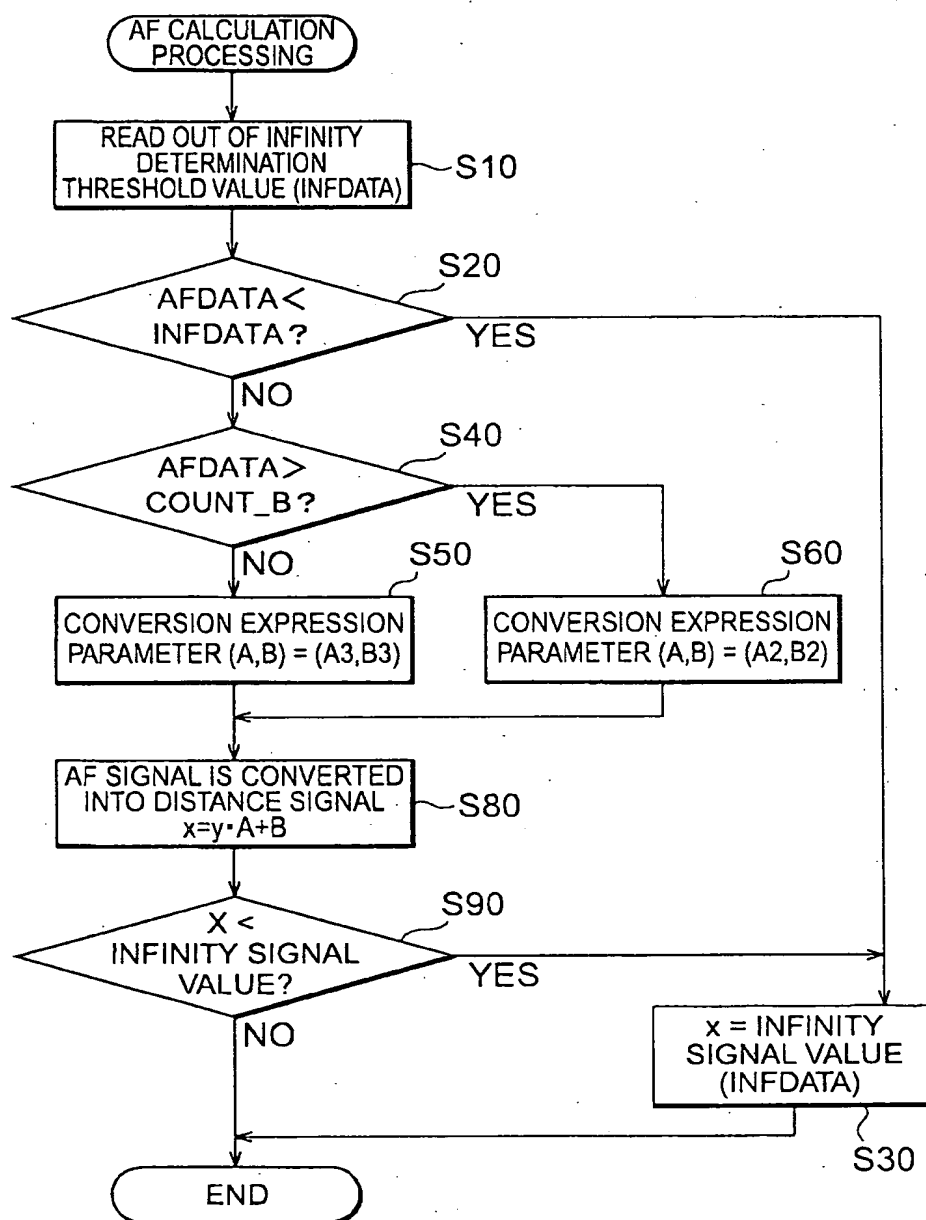 AF CALCULATION
PROCESSING
READ OUT OF INFINITY
DETERMINATION
THRESHOLD VALUE (INFDATA)
S10
S20
AFDATA<
INFDATA?
YES
NO
S40
AFDATA>
COUNT_B?
YES
NO
S50
S60
CONVERSION EXPRESSION
PARAMETER (A,B) = (A3,B3)
CONVERSION EXPRESSION
PARAMETER (A,B) = (A2,B2)
AF SIGNAL IS CONVERTED
INTO DISTANCE SIGNAL
x=y・A+B
S80
S90
X <
INFINITY SIGNAL
VALUE?
YES
NO
x = INFINITY
SIGNAL VALUE
(INFDATA)
S30
END